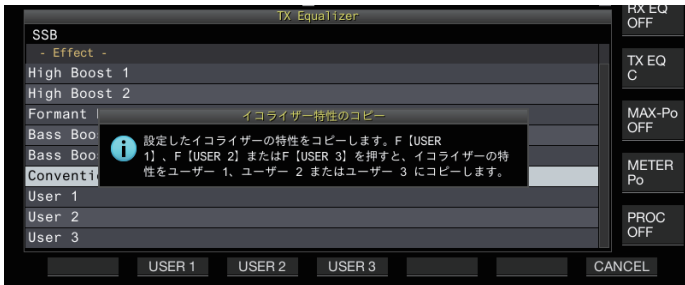 TX Equalizer
SSB
- Effect -
High Boost 1
High Boost 2
Formant
Bass Boo
Bass Boo
Conventi
User 1
User 2
User 3
イコライザー特性のコピー
設定したイコライザーの特性をコピーします。F【USER
1】、F【USER 2】またはF【USER 3】を押すと、イコライザーの特
性をユーザー 1、ユーザー 2 またはユーザー 3 にコピーします。
RX EQ
OFF
TX EQ
C
MAX-Po
OFF
METER
Po
PROC
OFF
USER 1
USER 2
USER 3
CANCEL